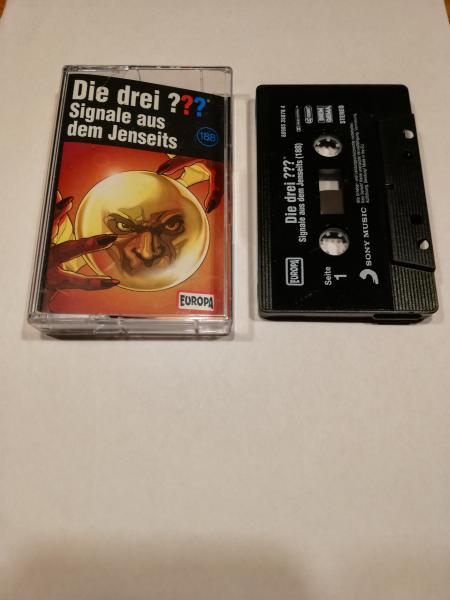 Die drei ???
Signale aus
dem Jenseits
188
EUROPA
EUROPA
Die drei ???
Signale aus dem Jenseits (188)
Seite
1
STEREO
SONY MUSIC